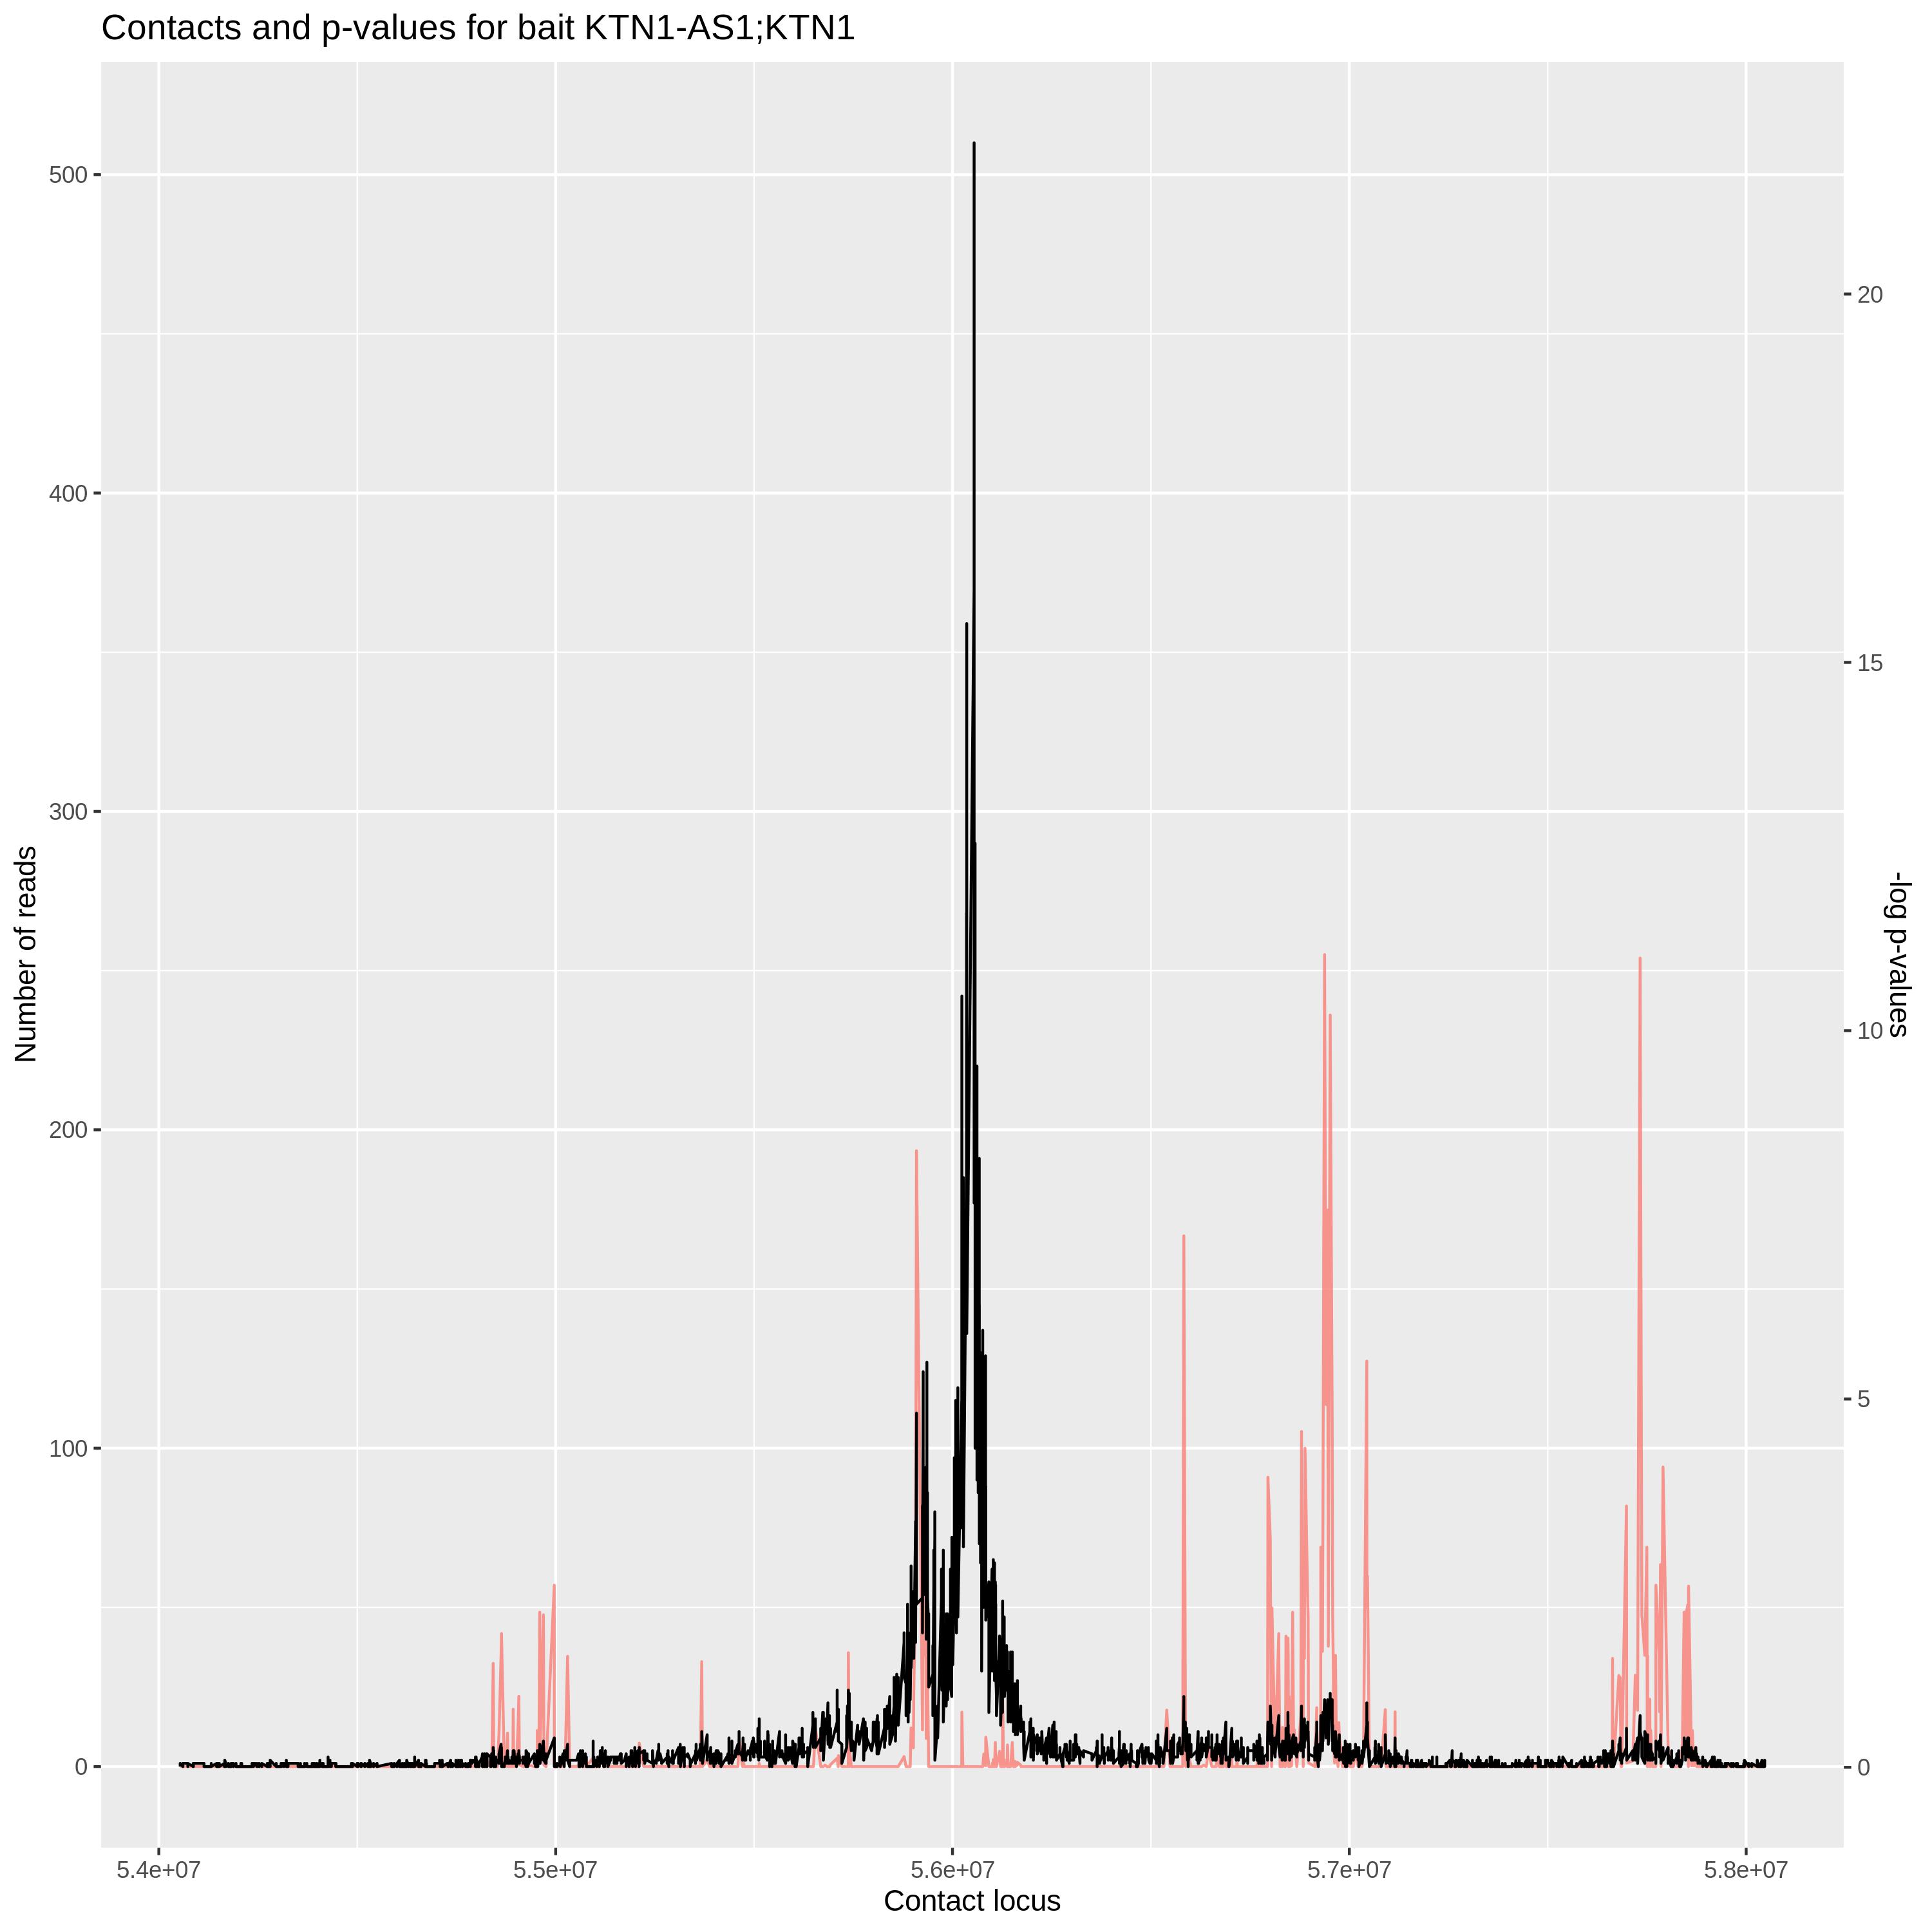 Contacts and p-values for bait KTN1-AS1;KTN1
500
400
300
200
100
0
Number of reads
20
15
10
5
0
-log p-values
5.4e+07
5.5e+07
5.6e+07
5.7e+07
5.8e+07
Contact locus